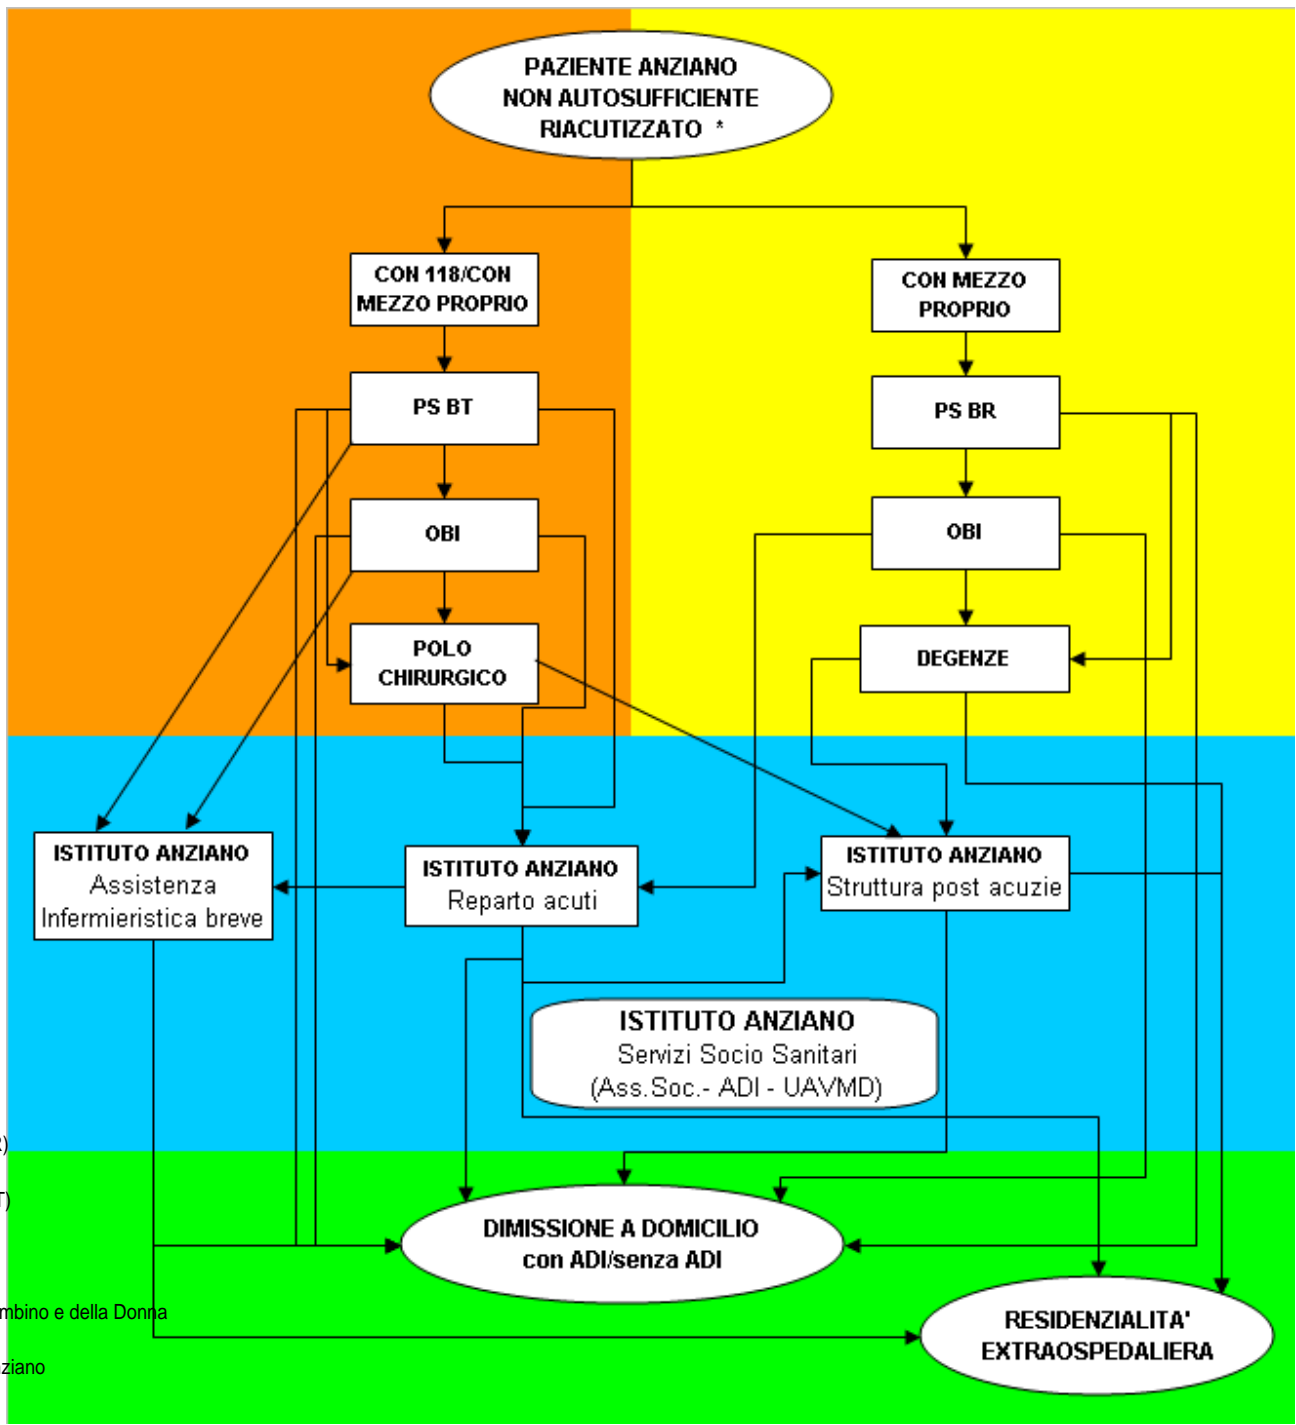 PAZIENTE ANZIANO
NON AUTOSUFFICIENTE
RIACUTIZZATO *
CON 118/CON
MEZZO PROPRIO
CON MEZZO
PROPRIO
PS BT
PS BR
OBI
OBI
POLO
CHIRURGICO
DEGENZE
ISTITUTO ANZIANO
Assistenza
Infermieristica breve
ISTITUTO ANZIANO
Reparto acuti
ISTITUTO ANZIANO
Struttura post acuzie
ISTITUTO ANZIANO
Servizi Socio Sanitari
(Ass.Soc.- ADI - UAVMD)
DIMISSIONE A DOMICILIO
con ADI/senza ADI
e della Donna
RESIDENZIALITA'
EXTRAOSPEDALIERA